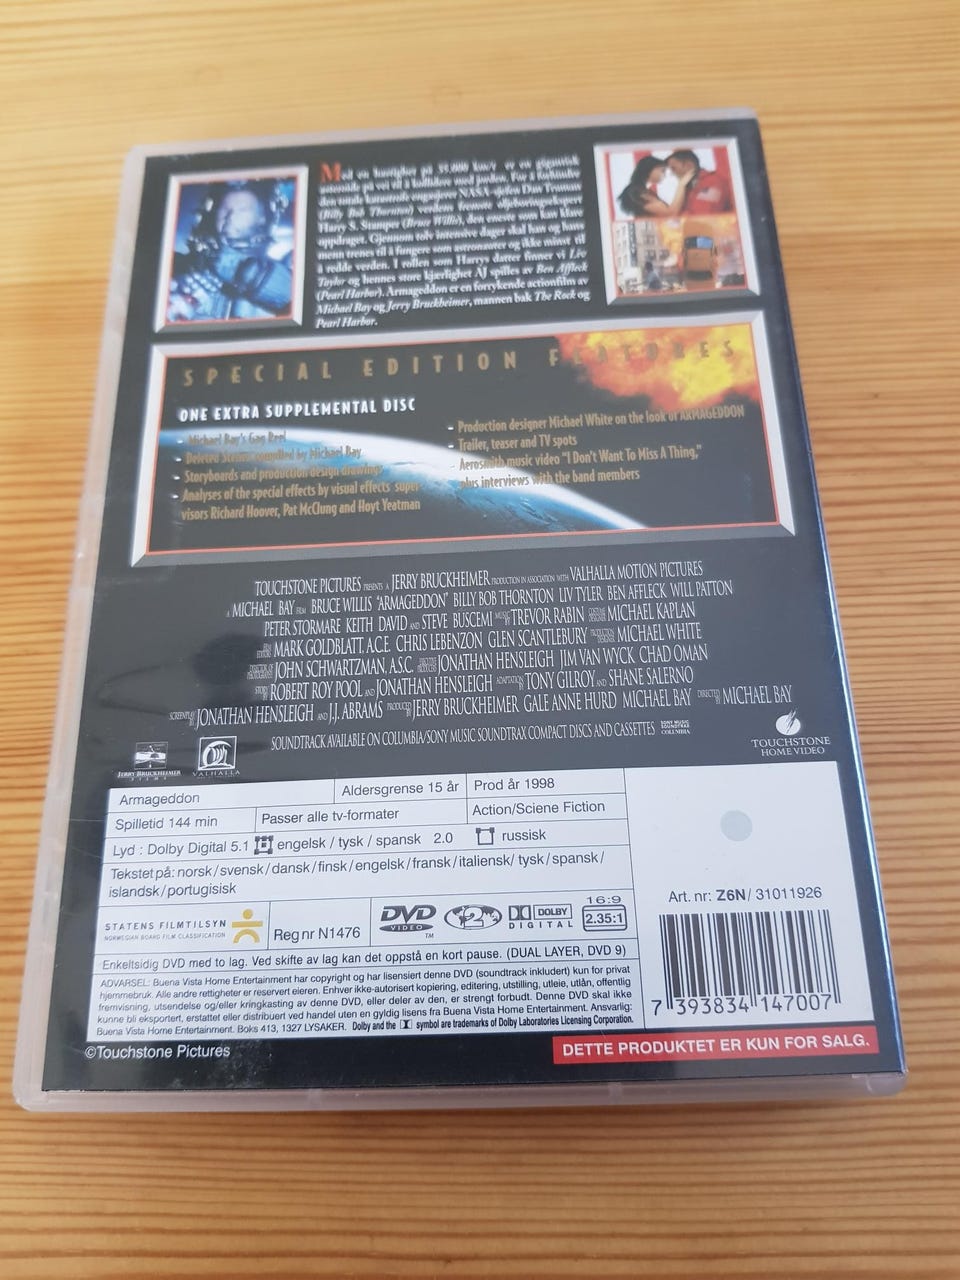 Med en hastighet på 35.000 km/t er en gigantisk
asteroide på vei til å kollidere med jorden. For å forhindre
den totale katastrofe engasjerer NASA-sjefen Dan Truman
(Billy Bob Thornton) verdens fremste oljeboringsekspert
Harry S. Stamper (Bruce Willis), den eneste som kan klare
oppdraget. Gjennom tolv intensive dager skal han og hans
menn trenes til å fungere som astronauter og ikke minst til
å redde verden. I rollen som Harrys datter finner vi Liv
Tyler og hennes store kjærlighet AJ spilles av Ben Affleck
(Pearl Harbor). Armageddon er en forrykende actionfilm av
Michael Bay og Jerry Bruckheimer, mannen bak The Rock og
Pearl Harbor.
SPECIAL EDITION FEATURES
ONE EXTRA SUPPLEMENTAL DISC
- Michael Bay's Gag Reel
- Deleted Scenes compiled by Michael Bay
- Storyboards and production design drawings
- Analyses of the special effects by visual effects super-
visors Richard Hoover, Pat McClung and Hoyt Yeatman
- Production designer Michael White on the look of ARMAGEDDON
- Trailer, teaser and TV spots
- Aerosmith music video "I Don't Want To Miss A Thing,"
plus interviews with the band members
TOUCHSTONE PICTURES PRESENTS A JERRY BRUCKHEIMER PRODUCTION IN ASSOCIATION WITH VALHALLA MOTION PICTURES
A MICHAEL BAY FILM BRUCE WILLIS "ARMAGEDDON" BILLY BOB THORNTON LIV TYLER BEN AFFLECK WILL PATTON
PETER STORMARE KEITH DAVID AND STEVE BUSCEMI MUSIC BY TREVOR RABIN COSTUME DESIGNER MICHAEL KAPLAN
FILM EDITORS MARK GOLDBLATT, A.C.E. CHRIS LEBENZON GLEN SCANTLEBURY PRODUCTION DESIGNER MICHAEL WHITE
DIRECTOR OF PHOTOGRAPHY JOHN SCHWARTZMAN, A.S.C. EXECUTIVE PRODUCERS JONATHAN HENSLEIGH JIM VAN WYCK CHAD OMAN
STORY BY ROBERT ROY POOL AND JONATHAN HENSLEIGH ADAPTATION BY TONY GILROY AND SHANE SALERNO
SCREENPLAY BY JONATHAN HENSLEIGH AND J.J. ABRAMS PRODUCED BY JERRY BRUCKHEIMER GALE ANNE HURD MICHAEL BAY DIRECTED BY MICHAEL BAY
SOUNDTRACK AVAILABLE ON COLUMBIA/SONY MUSIC SOUNDTRAX COMPACT DISCS AND CASSETTES SONY MUSIC SOUNDTRAX COLUMBIA
JERRY BRUCKHEIMER FILMS
VALHALLA
TOUCHSTONE
HOME VIDEO
Armageddon
Aldersgrense 15 år
Prod år 1998
Spilletid 144 min
Passer alle tv-formater
Action/Sciene Fiction
Lyd : Dolby Digital 5.1 engelsk / tysk / spansk 2.0 russisk
Tekstet på: norsk/svensk/dansk/finsk/engelsk/fransk/italiensk/ tysk/spansk/
islandsk/portugisisk
STATENS FILMTILSYN
NORWEGIAN BOARD FILM CLASSIFICATION
Reg nr N1476
DVD VIDEO TM
2
DOLBY DIGITAL
16:9
2.35:1
Enkeltsidig DVD med to lag. Ved skifte av lag kan det oppstå en kort pause. (DUAL LAYER, DVD 9)
ADVARSEL: Buena Vista Home Entertainment har copyright og har lisensiert denne DVD (soundtrack inkludert) kun for privat
hjemmebruk. Alle andre rettigheter er reservert eieren. Enhver ikke-autorisert kopiering, editering, utstilling, utleie, utlån, offentlig
fremvisning, utsendelse og/eller kringkasting av denne DVD, eller deler av den, er strengt forbudt. Denne DVD skal ikke
kunne bli eksportert, erstattet eller distribuert ved handel uten en gyldig lisens fra Buena Vista Home Entertainment. Ansvarlig:
Buena Vista Home Entertainment. Boks 413, 1327 LYSAKER. Dolby and the symbol are trademarks of Dolby Laboratories Licensing Corporation.
Art. nr: Z6N/ 31011926
7 393834 147007
©Touchstone Pictures
DETTE PRODUKTET ER KUN FOR SALG.